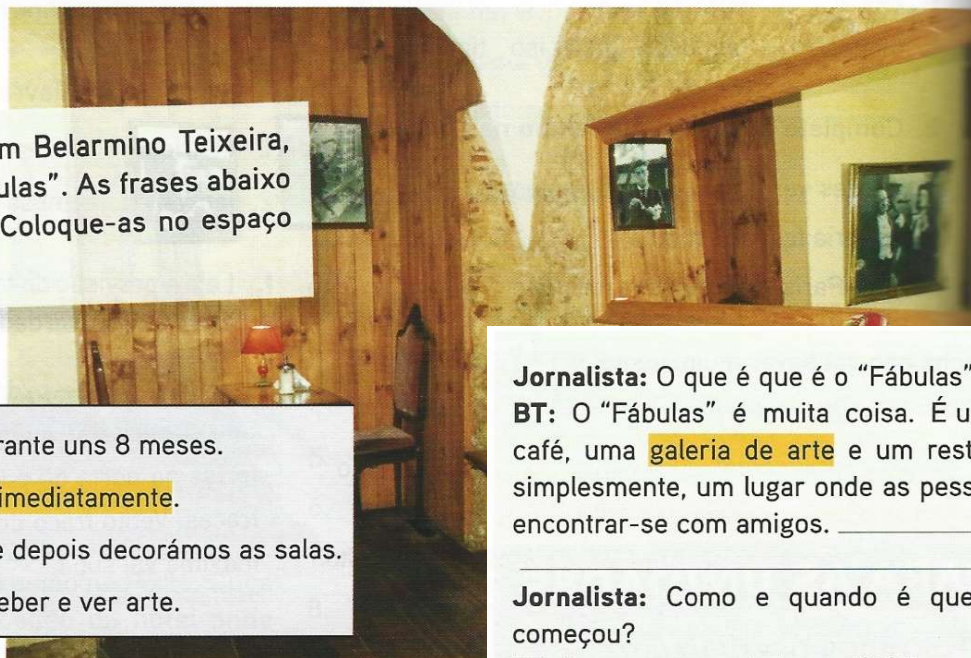 m Belarmino Teixeira,
ulas”. As frases abaixo
Coloque-as no espaço
rante uns 8 meses.
imediatamente.
e depois decorámos as salas.
eber e ver arte.
Jornalista: O que é que é o “Fábulas”
BT: O “Fábulas” é muita coisa. É u
café, uma galeria de arte e um rest
simplesmente, um lugar onde as pess
encontrar-se com amigos.
Jornalista: Como e quando é que
começou?